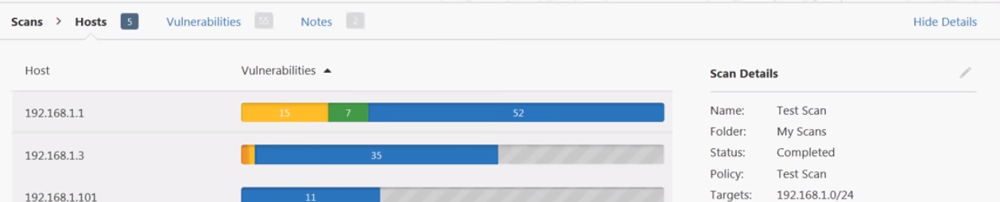 Scans > Hosts 5 Vulnerabilities 55 Notes 2 Hide Details
Host Vulnerabilities Scan Details
192.168.1.1 15 7 52 Name: Test Scan
Folder: My Scans
192.168.1.3 35 Status: Completed
Policy: Test Scan
192.168.1.101 11 Targets: 192.168.1.0/24